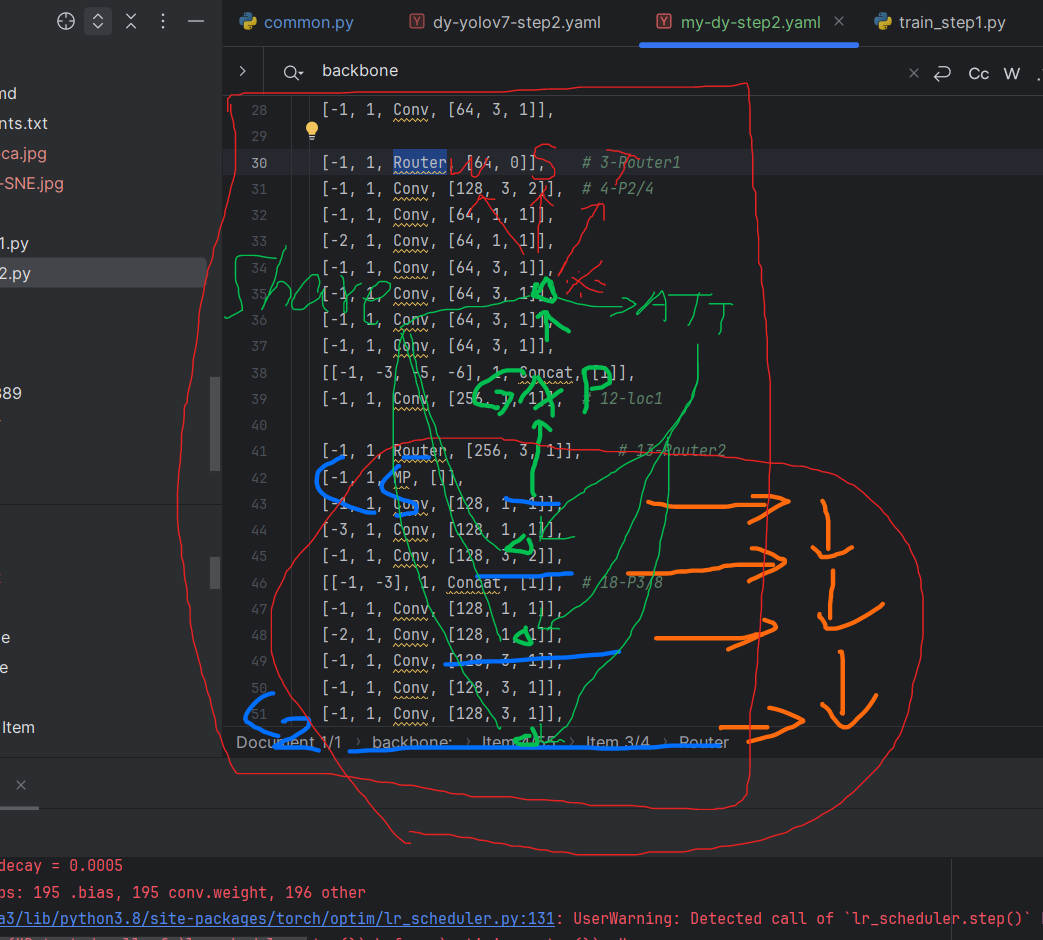 common.py
dy-yolov7-step2.yaml
my-dy-step2.yaml
train_step1.py
backbone
Cc W
md
nts.txt
ca.jpg
-SNE.jpg
1.py
2.py
389
e
e
Item
28 [-1, 1, Conv, [64, 3, 1]],
29
30 [-1, 1, Router, [64, 0]], # 3-Router1
31 [-1, 1, Conv, [128, 3, 2]], # 4-P2/4
32 [-1, 1, Conv, [64, 1, 1]],
33 [-2, 1, Conv, [64, 1, 1]],
34 [-1, 1, Conv, [64, 3, 1]],
35 [-1, 1, Conv, [64, 3, 1]],
36 [-1, 1, Conv, [64, 3, 1]],
37 [-1, 1, Conv, [64, 3, 1]],
38 [[-1, -3, -5, -6], 1, Concat, [1]],
39 [-1, 1, Conv, [256, 1, 1]], # 12-loc1
40
41 [-1, 1, Router, [256, 3, 1]], # 13-Router2
42 [-1, 1, MP, []],
43 [-1, 1, Conv, [128, 1, 1]],
44 [-3, 1, Conv, [128, 1, 1]],
45 [-1, 1, Conv, [128, 3, 2]],
46 [[-1, -3], 1, Concat, [1]], # 18-P3/8
47 [-1, 1, Conv, [128, 1, 1]],
48 [-2, 1, Conv, [128, 1, 1]],
49 [-1, 1, Conv, [128, 3, 1]],
50 [-1, 1, Conv, [128, 3, 1]],
51 [-1, 1, Conv, [128, 3, 1]],
Document 1/1 backbone: Item 4/55 Item 3/4 Router
decay = 0.0005
ps: 195 .bias, 195 conv.weight, 196 other
a3/lib/python3.8/site-packages/torch/optim/lr_scheduler.py:131: UserWarning: Detected call of `lr_scheduler.step()`